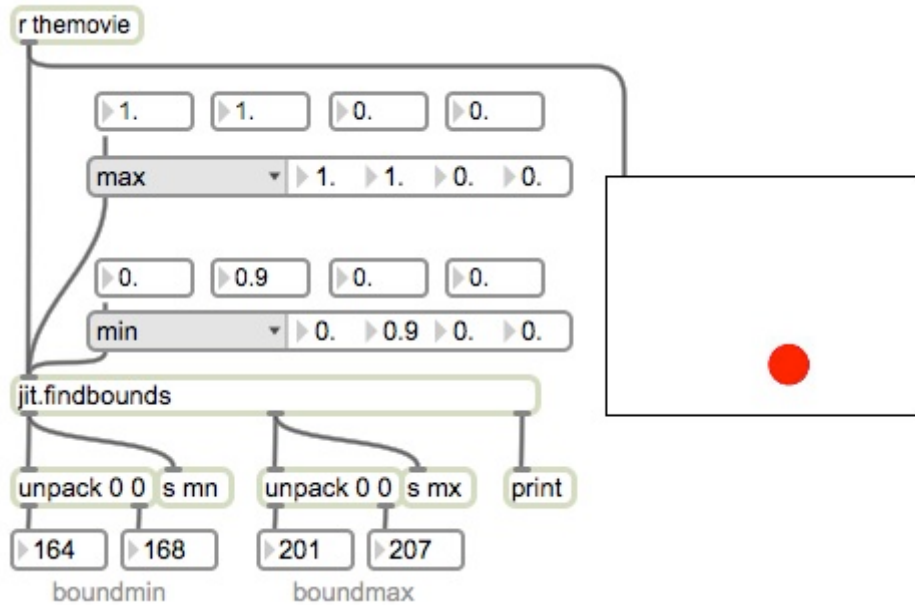 r themovie
1. 1. 0. 0.
max 1. 1. 0. 0.
0. 0.9 0. 0.
min 0. 0.9 0. 0.
jit.findbounds
unpack 0 0 s mn unpack 0 0 s mx print
164 168 201 207
boundmin boundmax